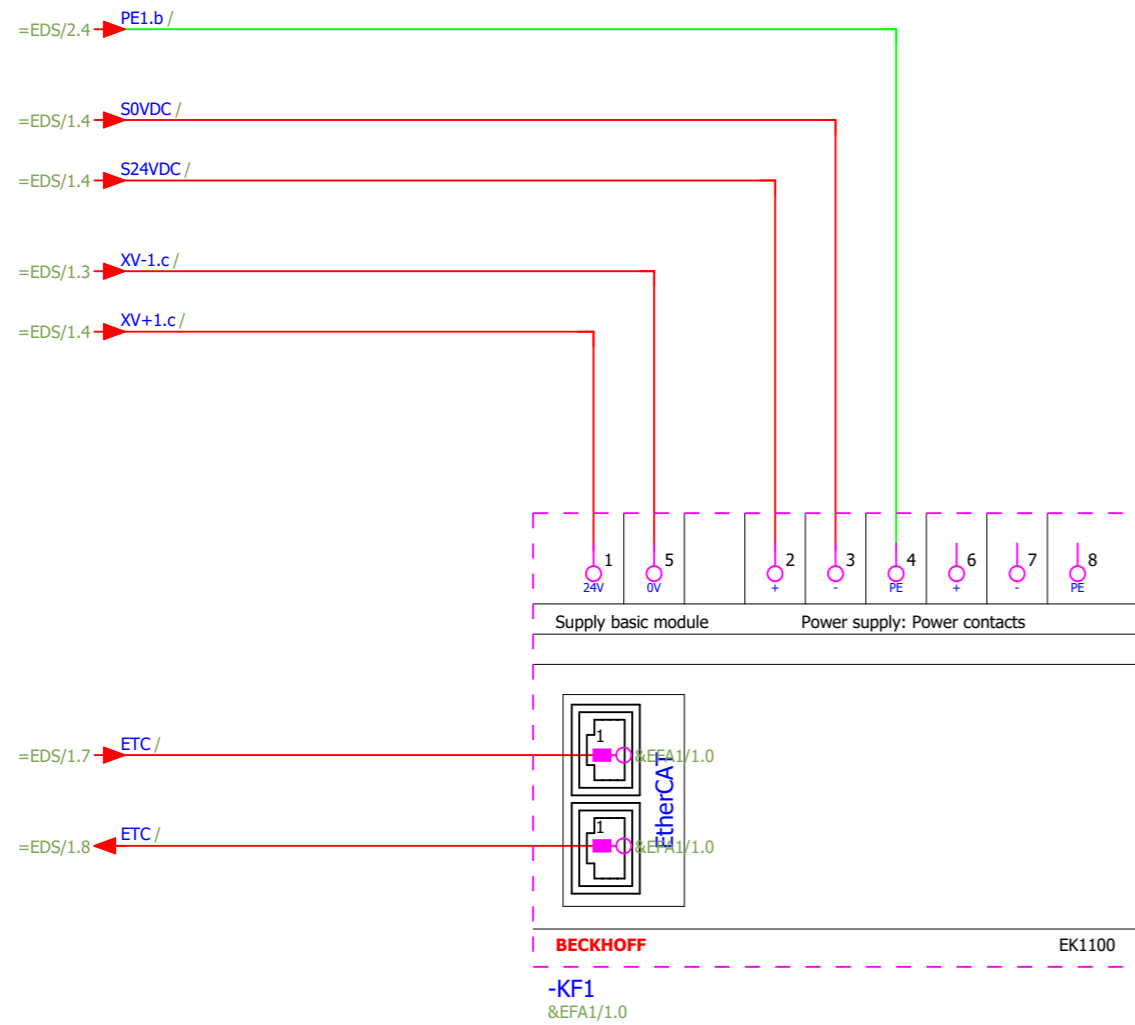 =EDS/2.4 PE1.b /
=EDS/1.4 S0VDC /
=EDS/1.4 S24VDC /
=EDS/1.3 XV-1.c /
=EDS/1.4 XV+1.c /
1 5 2 3 4 6 7 8
24V 0V + - PE + - PE
Supply basic module Power supply: Power contacts
=EDS/1.7 ETC / 1 &EFA1/1.0
EtherCAT
=EDS/1.8 ETC / 1 &EFA1/1.0
BECKHOFF EK1100
-KF1
&EFA1/1.0